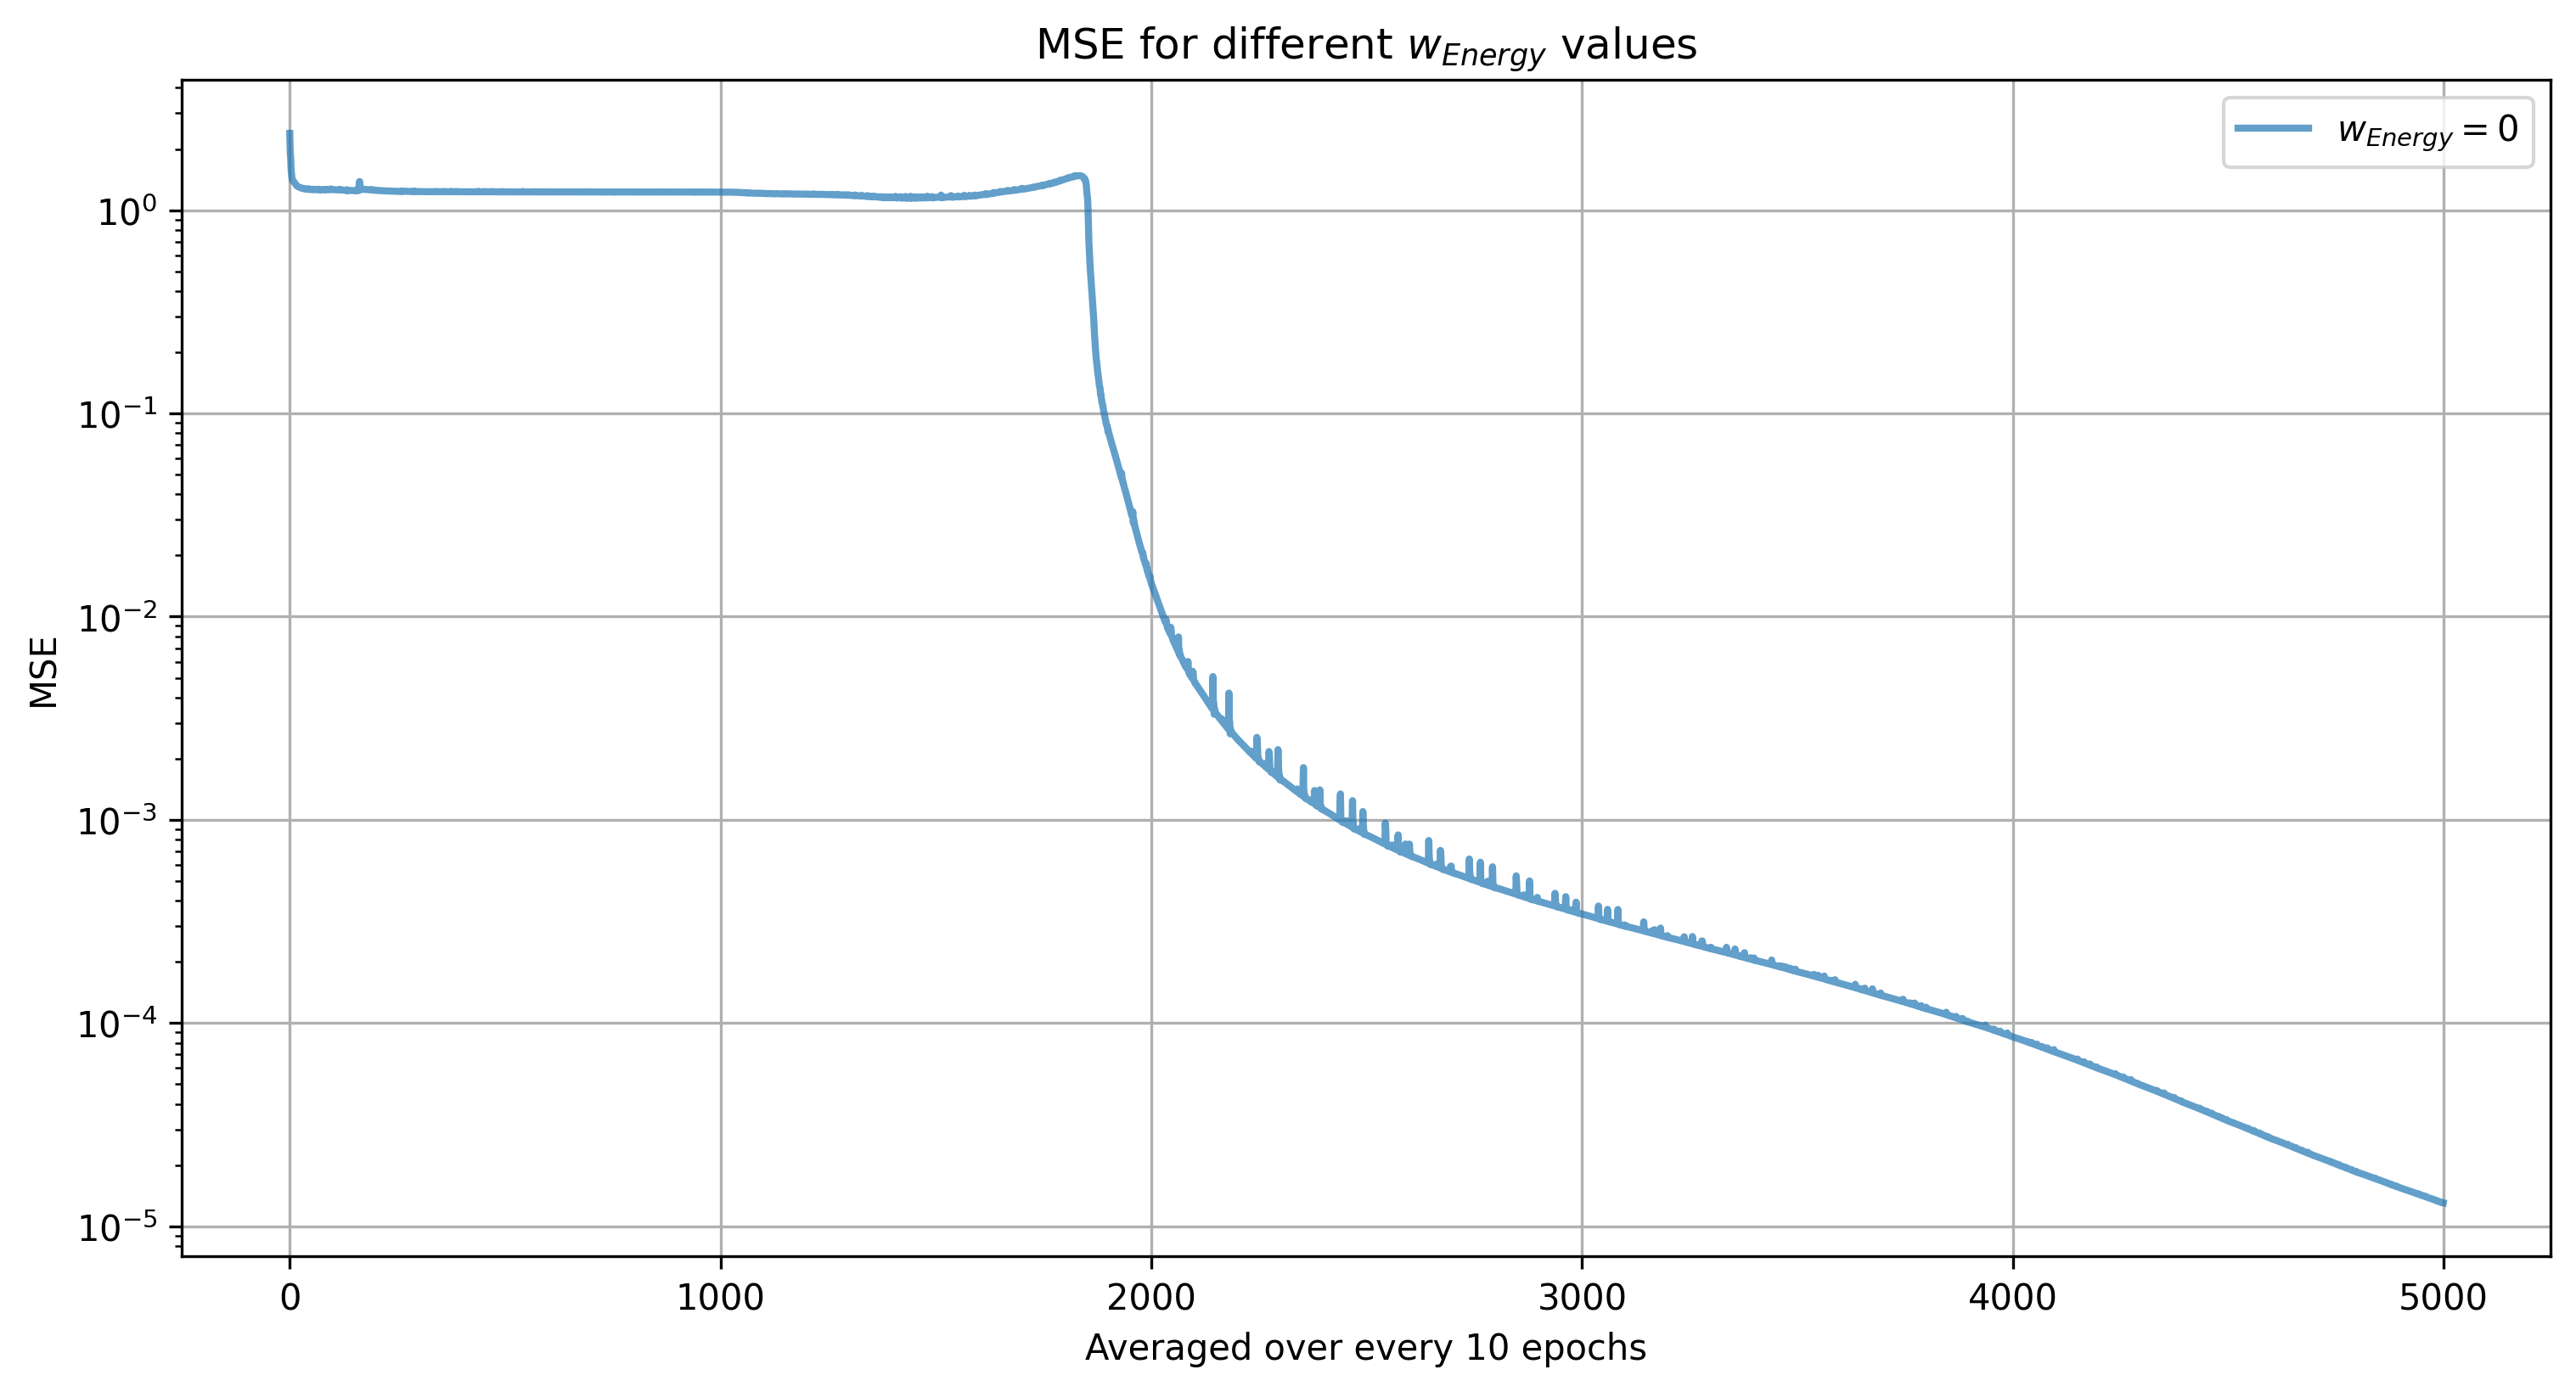 MSE for different w_Energy values
w_Energy = 0
10^0
10^-1
10^-2
10^-3
10^-4
10^-5
MSE
0 1000 2000 3000 4000 5000
Averaged over every 10 epochs